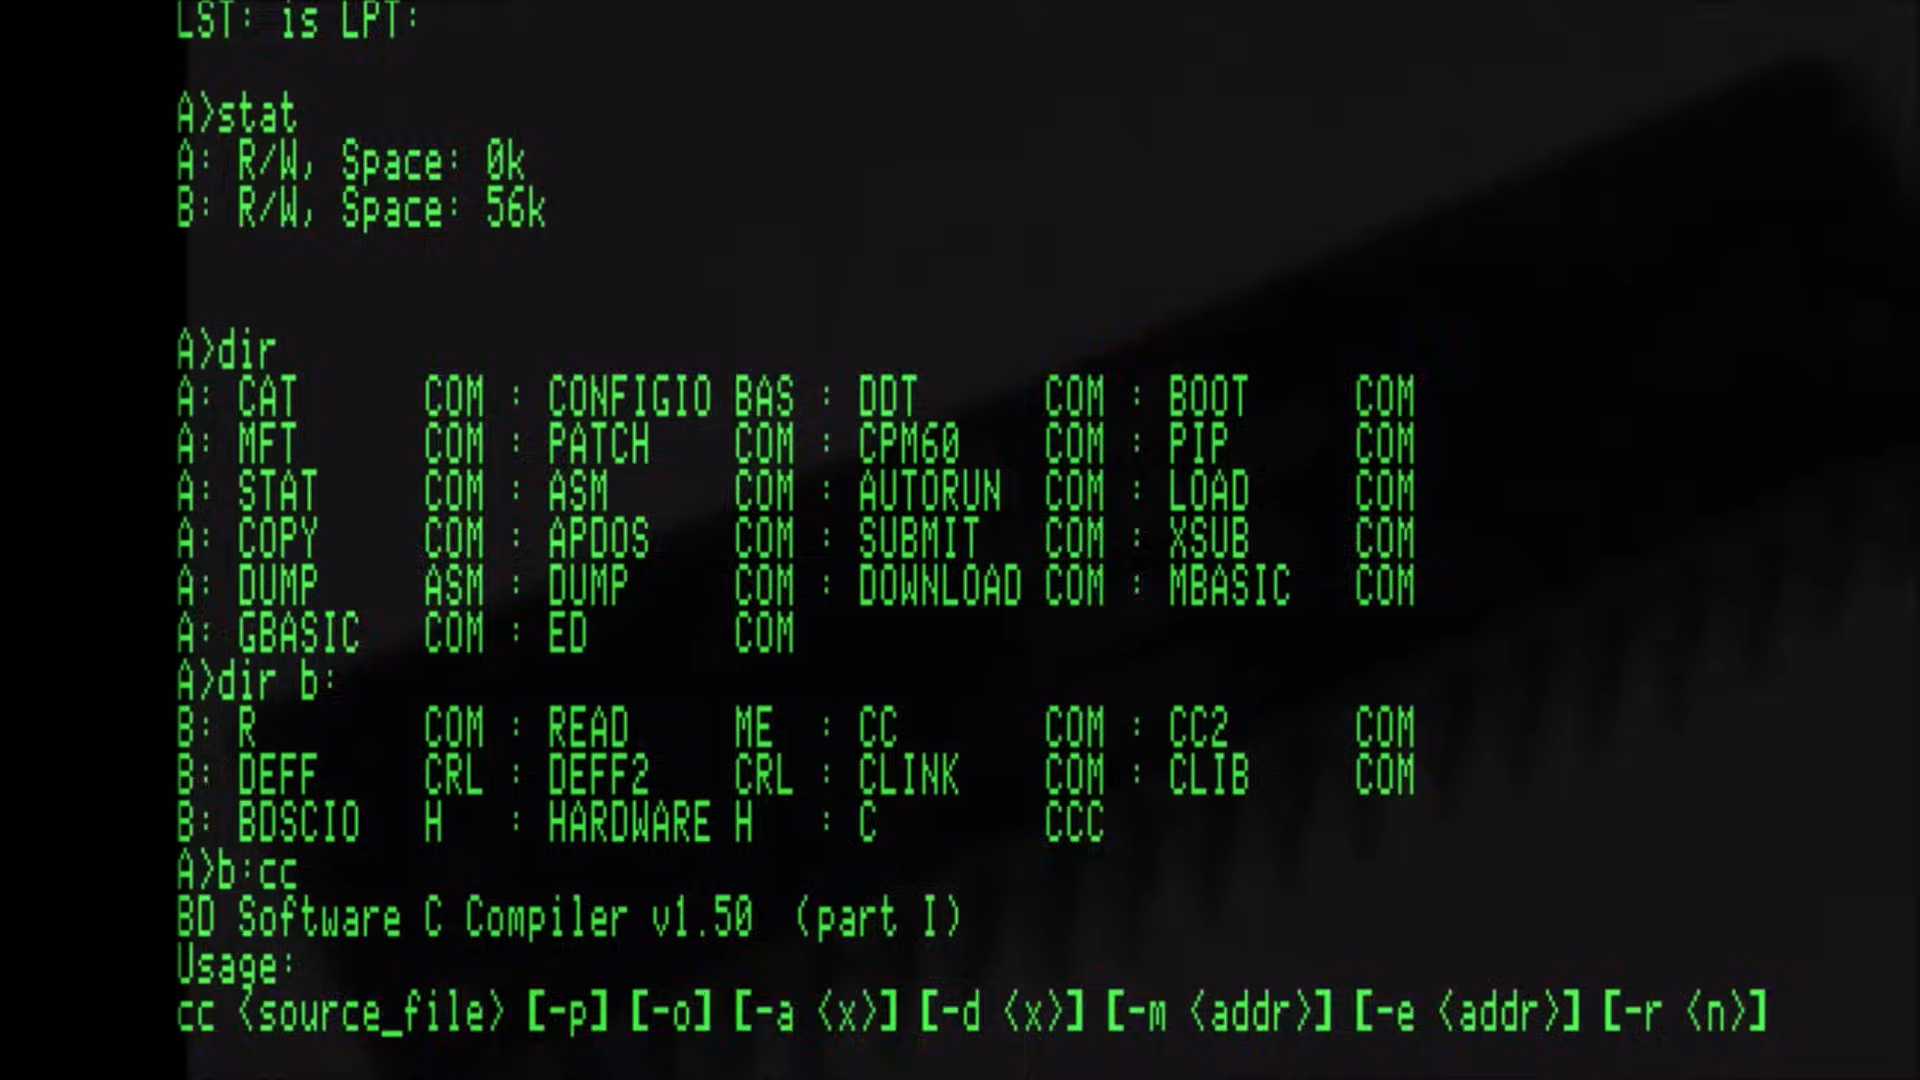 LST: is LPT:
A>stat
A: R/W, Space: 0k
B: R/W, Space: 56k
A>dir
A: CAT COM : CONFIGIO BAS : DDT COM : BOOT COM
A: MFT COM : PATCH COM : CPM60 COM : PIP COM
A: STAT COM : ASM COM : AUTORUN COM : LOAD COM
A: COPY COM : APDOS COM : SUBMIT COM : XSUB COM
A: DUMP ASM : DUMP COM : DOWNLOAD COM : MBASIC COM
A: GBASIC COM : ED COM
A>dir b:
B: R COM : READ ME : CC COM : CC2 COM
B: DEFF CRL : DEFF2 CRL : CLINK COM : CLIB COM
B: BDSCIO H : HARDWARE H : C CCC
A>b:cc
BD Software C Compiler v1.50 (part I)
Usage:
cc <source_file> [-p] [-o] [-a <x>] [-d <x>] [-m <addr>] [-e <addr>] [-r <n>]